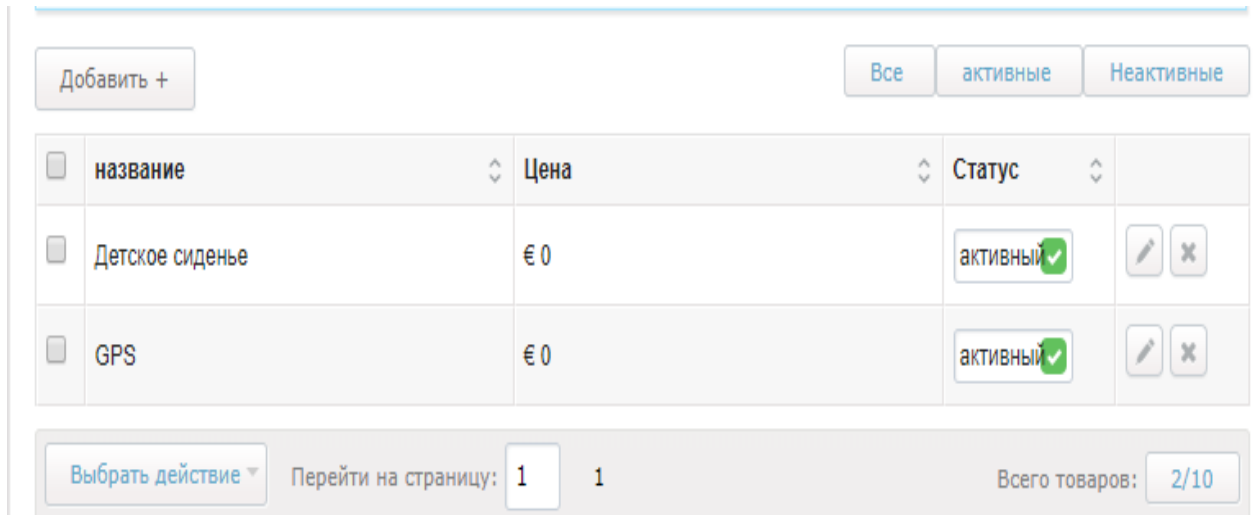 Добавить +
Все активные Неактивные
название Цена Статус
Детское сиденье € 0 активный
GPS € 0 активный
Выбрать действие Перейти на страницу: 1 1 Всего товаров: 2/10